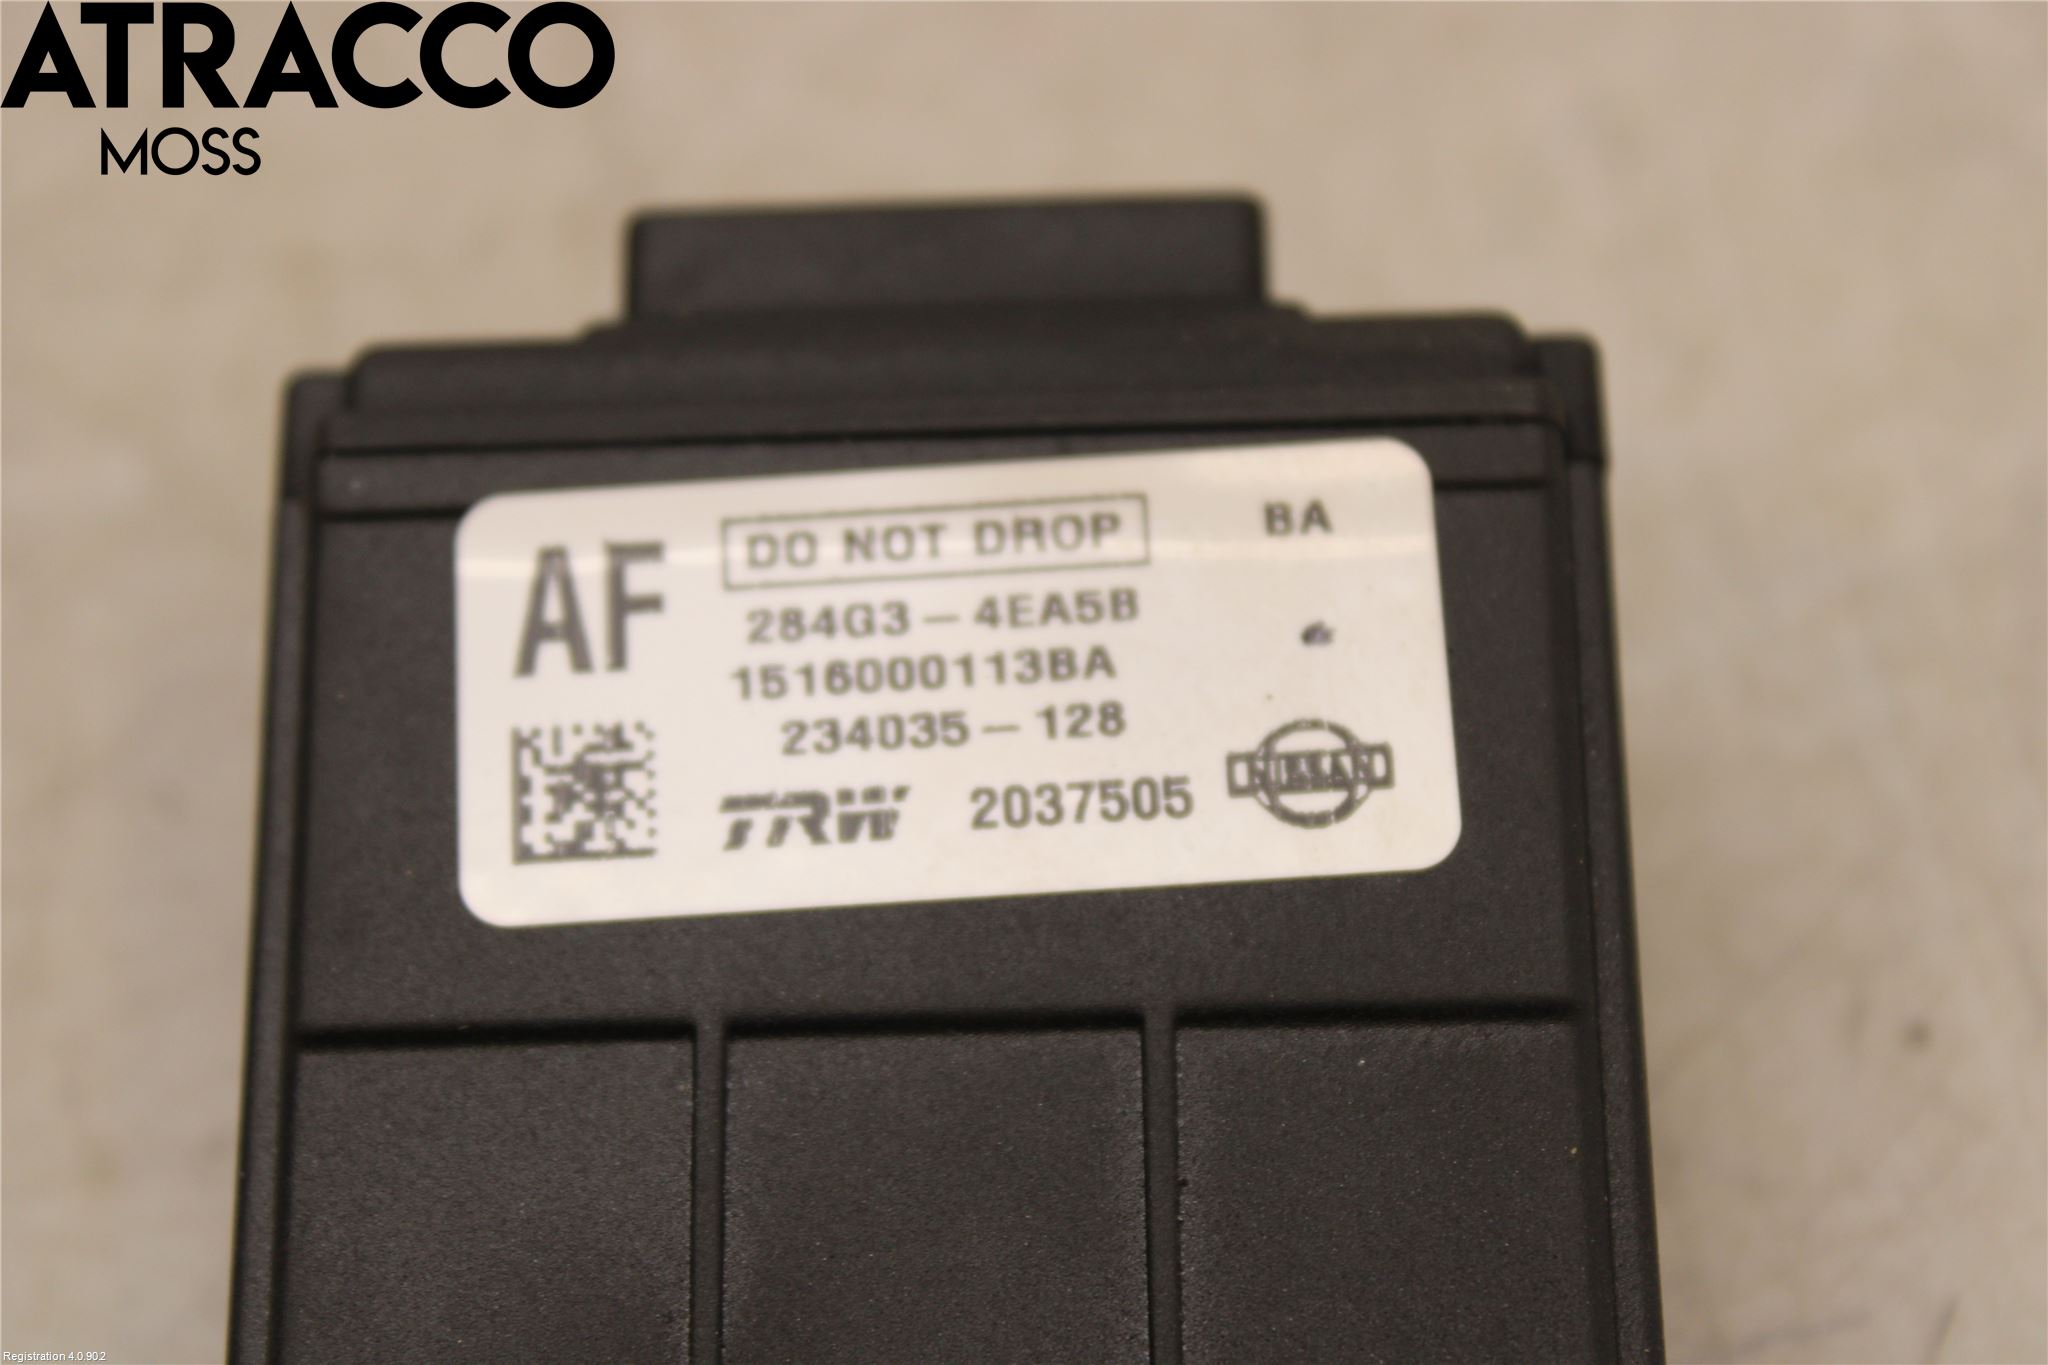 ATRACCO
MOSS
DO NOT DROP
BA
AF
284G3-4EA5B
1516000113BA
234035-128
TRW
2037505
NISSAN
Registration 4.0.902